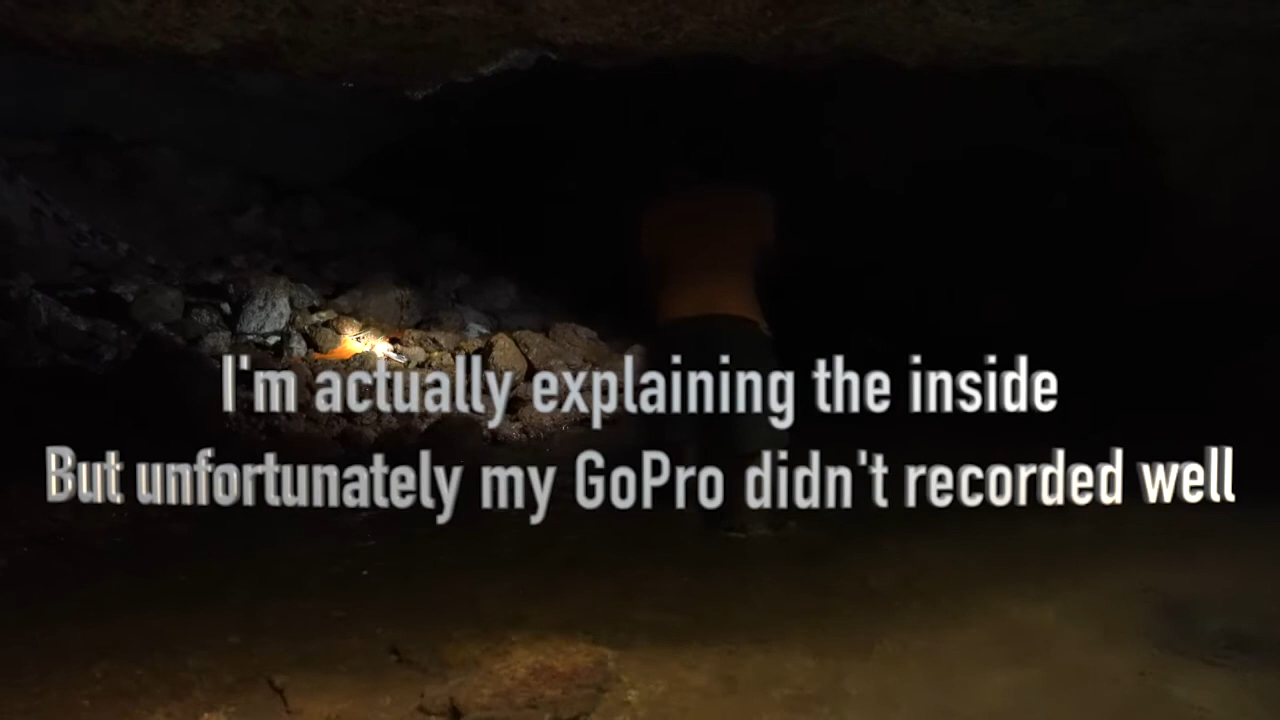 I'm actually explaining the inside
But unfortunately my GoPro didn't recorded well